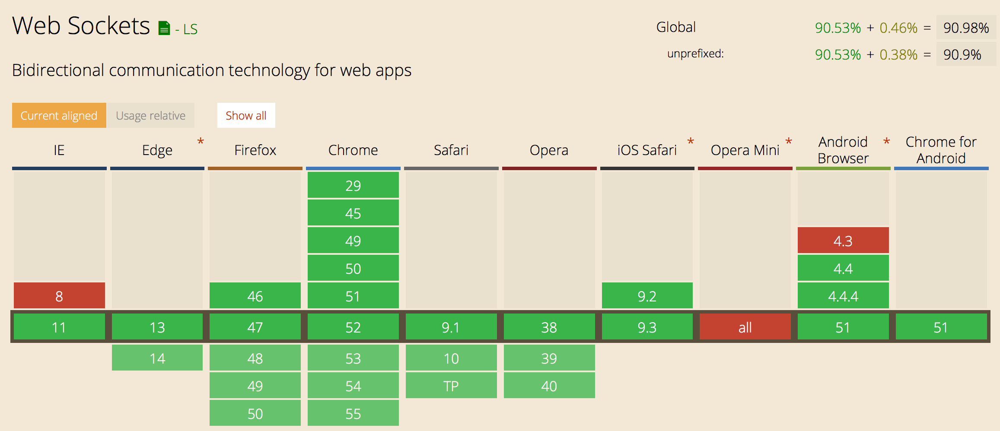 Web Sockets - LS
Global 90.53% + 0.46% = 90.98%
unprefixed: 90.53% + 0.38% = 90.9%
Bidirectional communication technology for web apps
Current aligned Usage relative Show all
IE Edge * Firefox Chrome Safari Opera iOS Safari * Opera Mini * Android Browser * Chrome for Android
29
45
49 4.3
50 4.4
8 46 51 9.2 4.4.4
11 13 47 52 9.1 38 9.3 all 51 51
14 48 53 10 39
49 54 TP 40
50 55